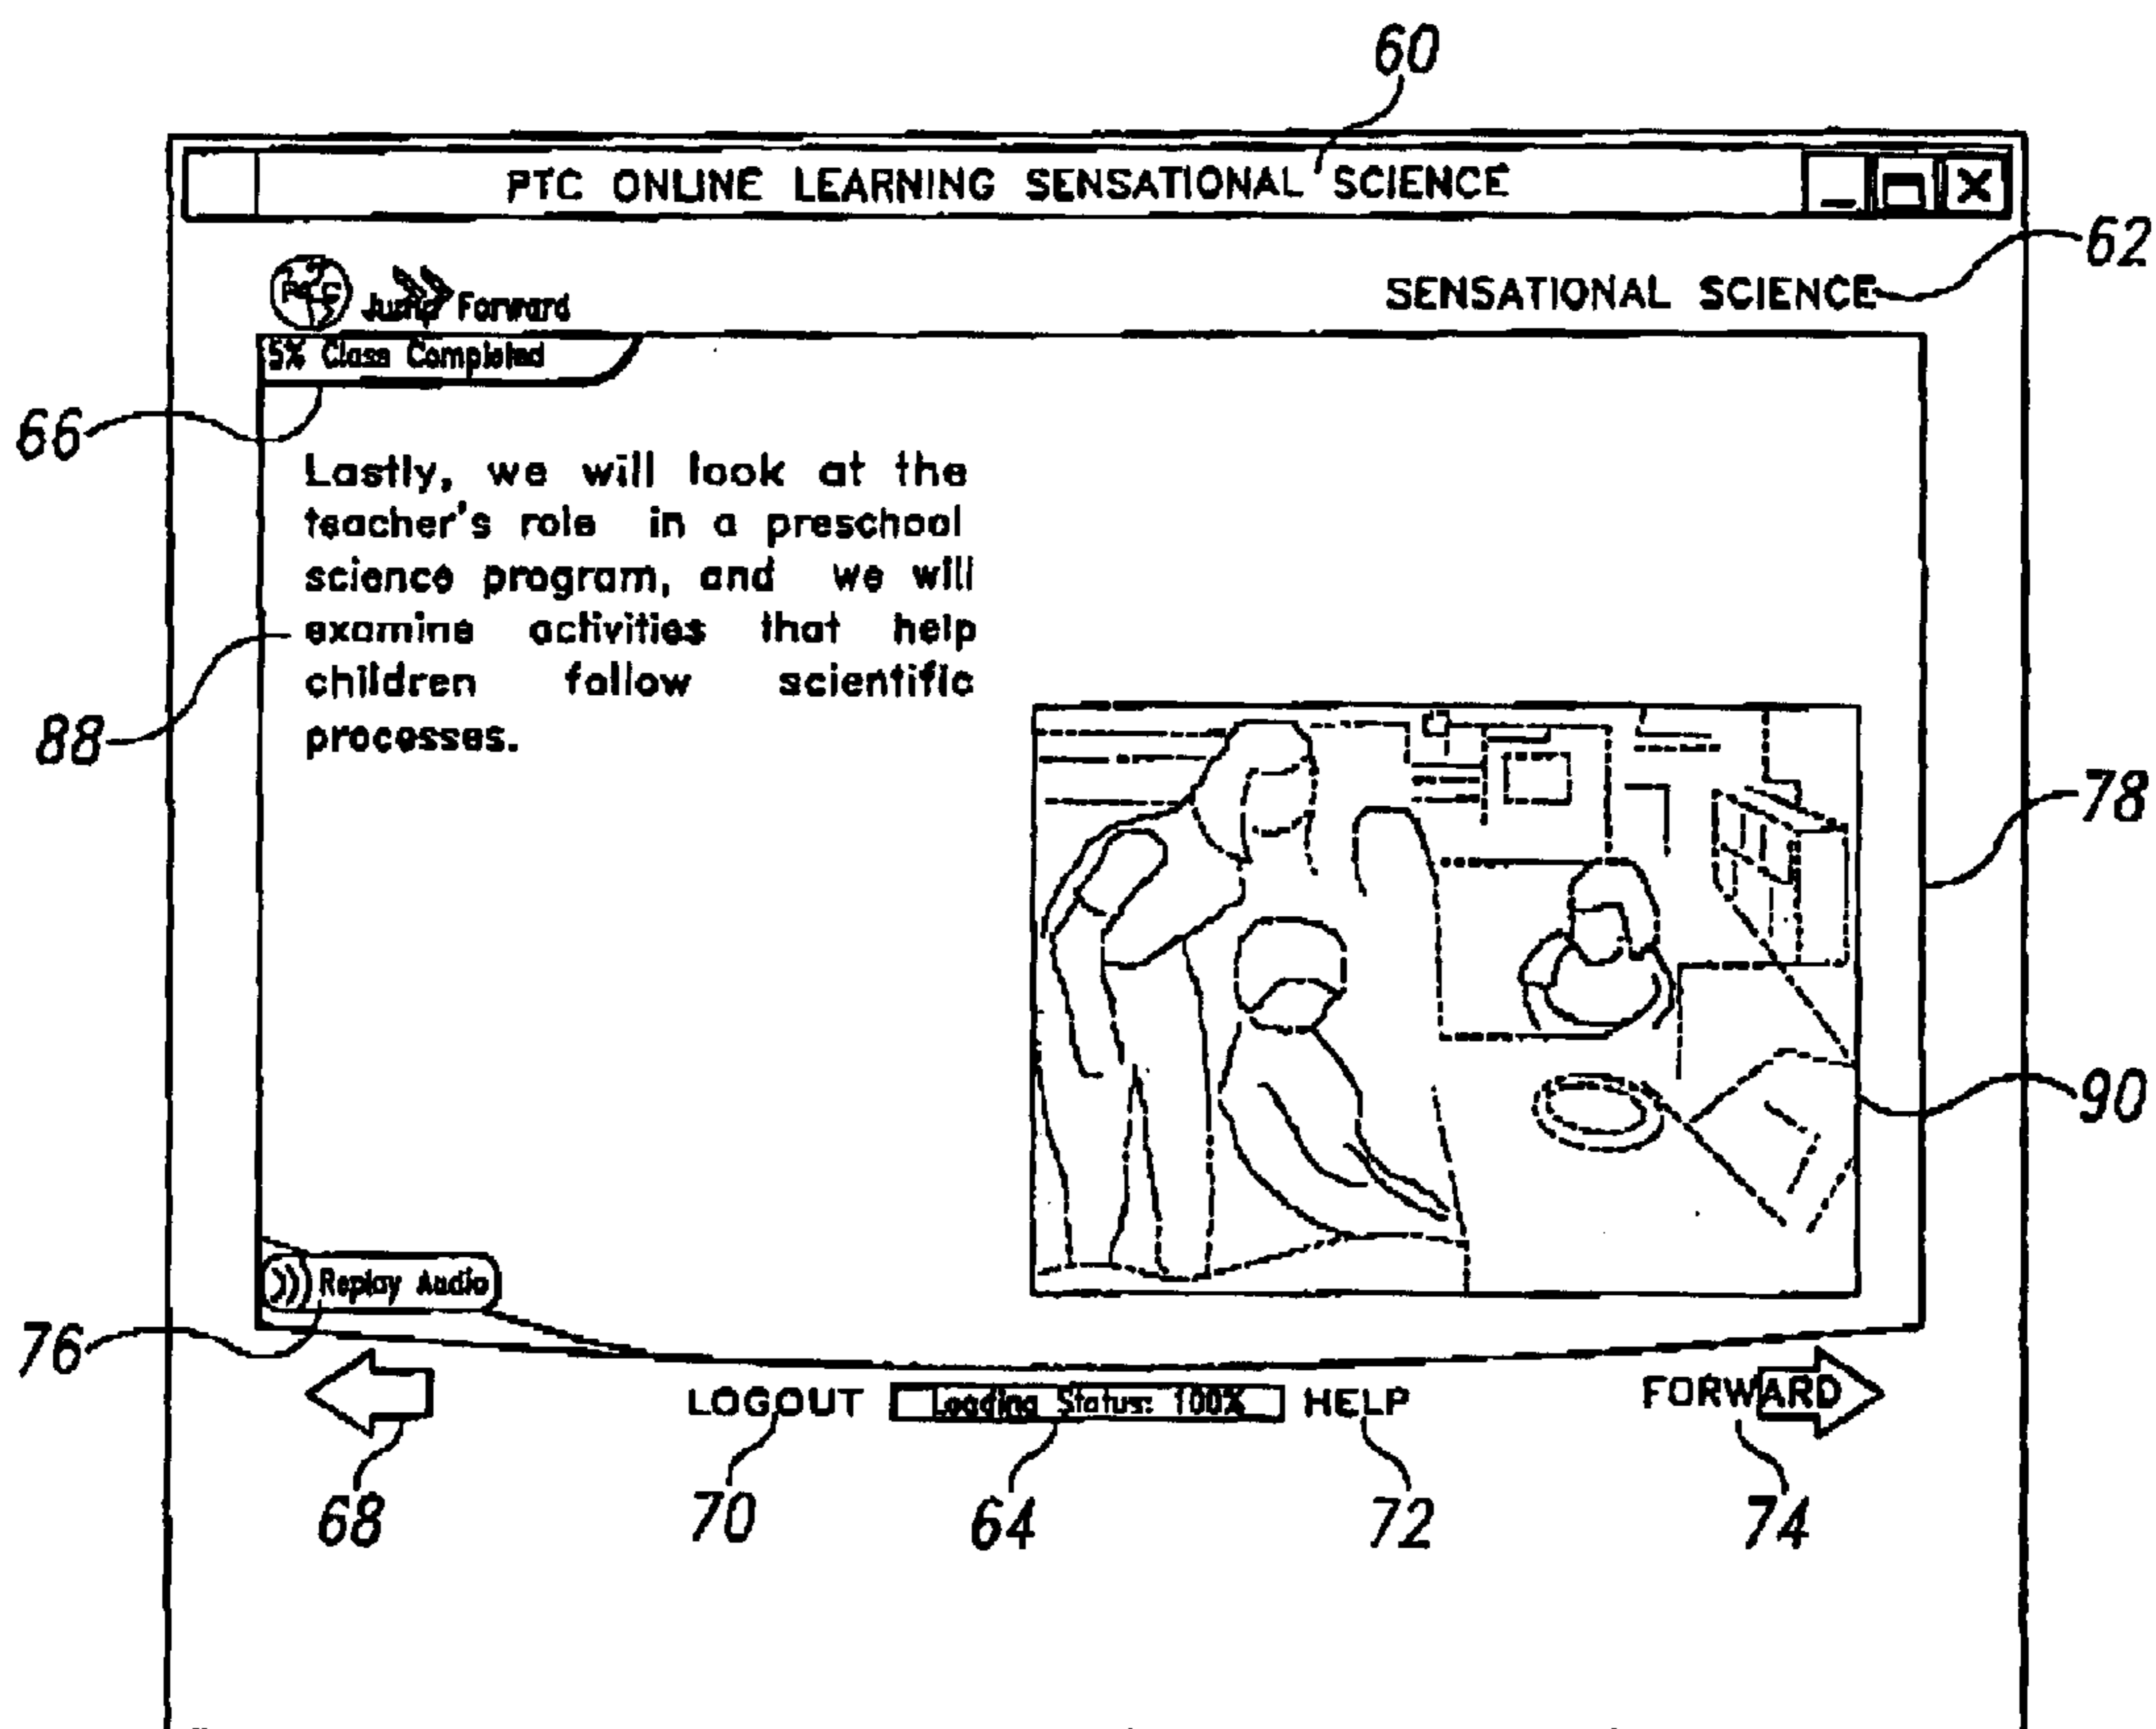 60
PTC ONLINE LEARNING SENSATIONAL SCIENCE
62
Jump Forward
SENSATIONAL SCIENCE
5% Class Completed
66
Lastly, we will look at the
teacher's role in a preschool
science program, and we will
examine activities that help
children follow scientific
processes.
88
78
90
Replay Audio
76
LOGOUT Loading Status: 100% HELP FORWARD
68 70 64 72 74